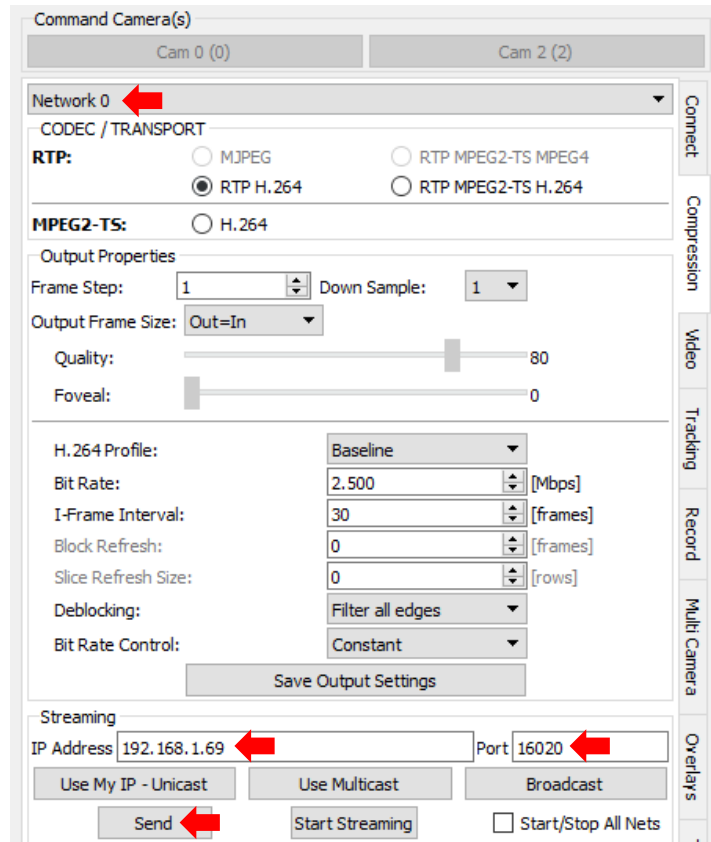 Command Camera(s)
Cam 0 (0) Cam 2 (2)
Network 0
CODEC / TRANSPORT
RTP: MJPEG RTP MPEG2-TS MPEG4
RTP H.264 RTP MPEG2-TS H.264
MPEG2-TS: H.264
Output Properties
Frame Step: 1 Down Sample: 1
Output Frame Size: Out=In
Quality: 80
Foveal: 0
H.264 Profile: Baseline
Bit Rate: 2.500 [Mbps]
I-Frame Interval: 30 [frames]
Block Refresh: 0 [frames]
Slice Refresh Size: 0 [rows]
Deblocking: Filter all edges
Bit Rate Control: Constant
Save Output Settings
Streaming
IP Address 192.168.1.69 Port 16020
Use My IP - Unicast Use Multicast Broadcast
Send Start Streaming Start/Stop All Nets
Connect
Compression
Video
Tracking
Record
Multi Camera
Overlays